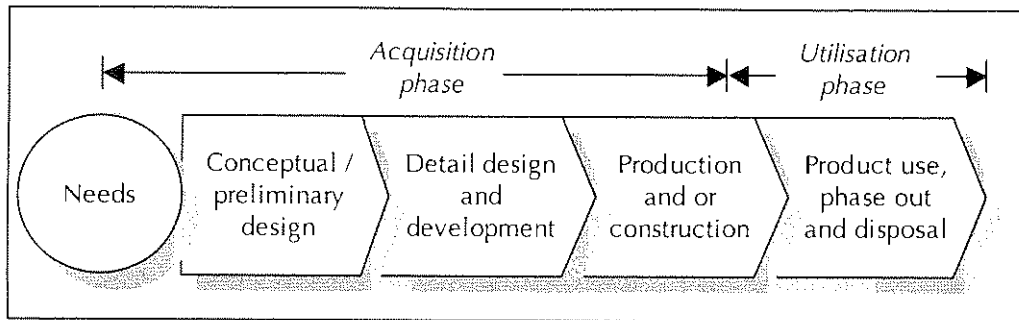 Acquisition
phase
Utilisation
phase
Needs
Conceptual /
preliminary
design
Detail design
and
development
Production
and or
construction
Product use,
phase out
and disposal